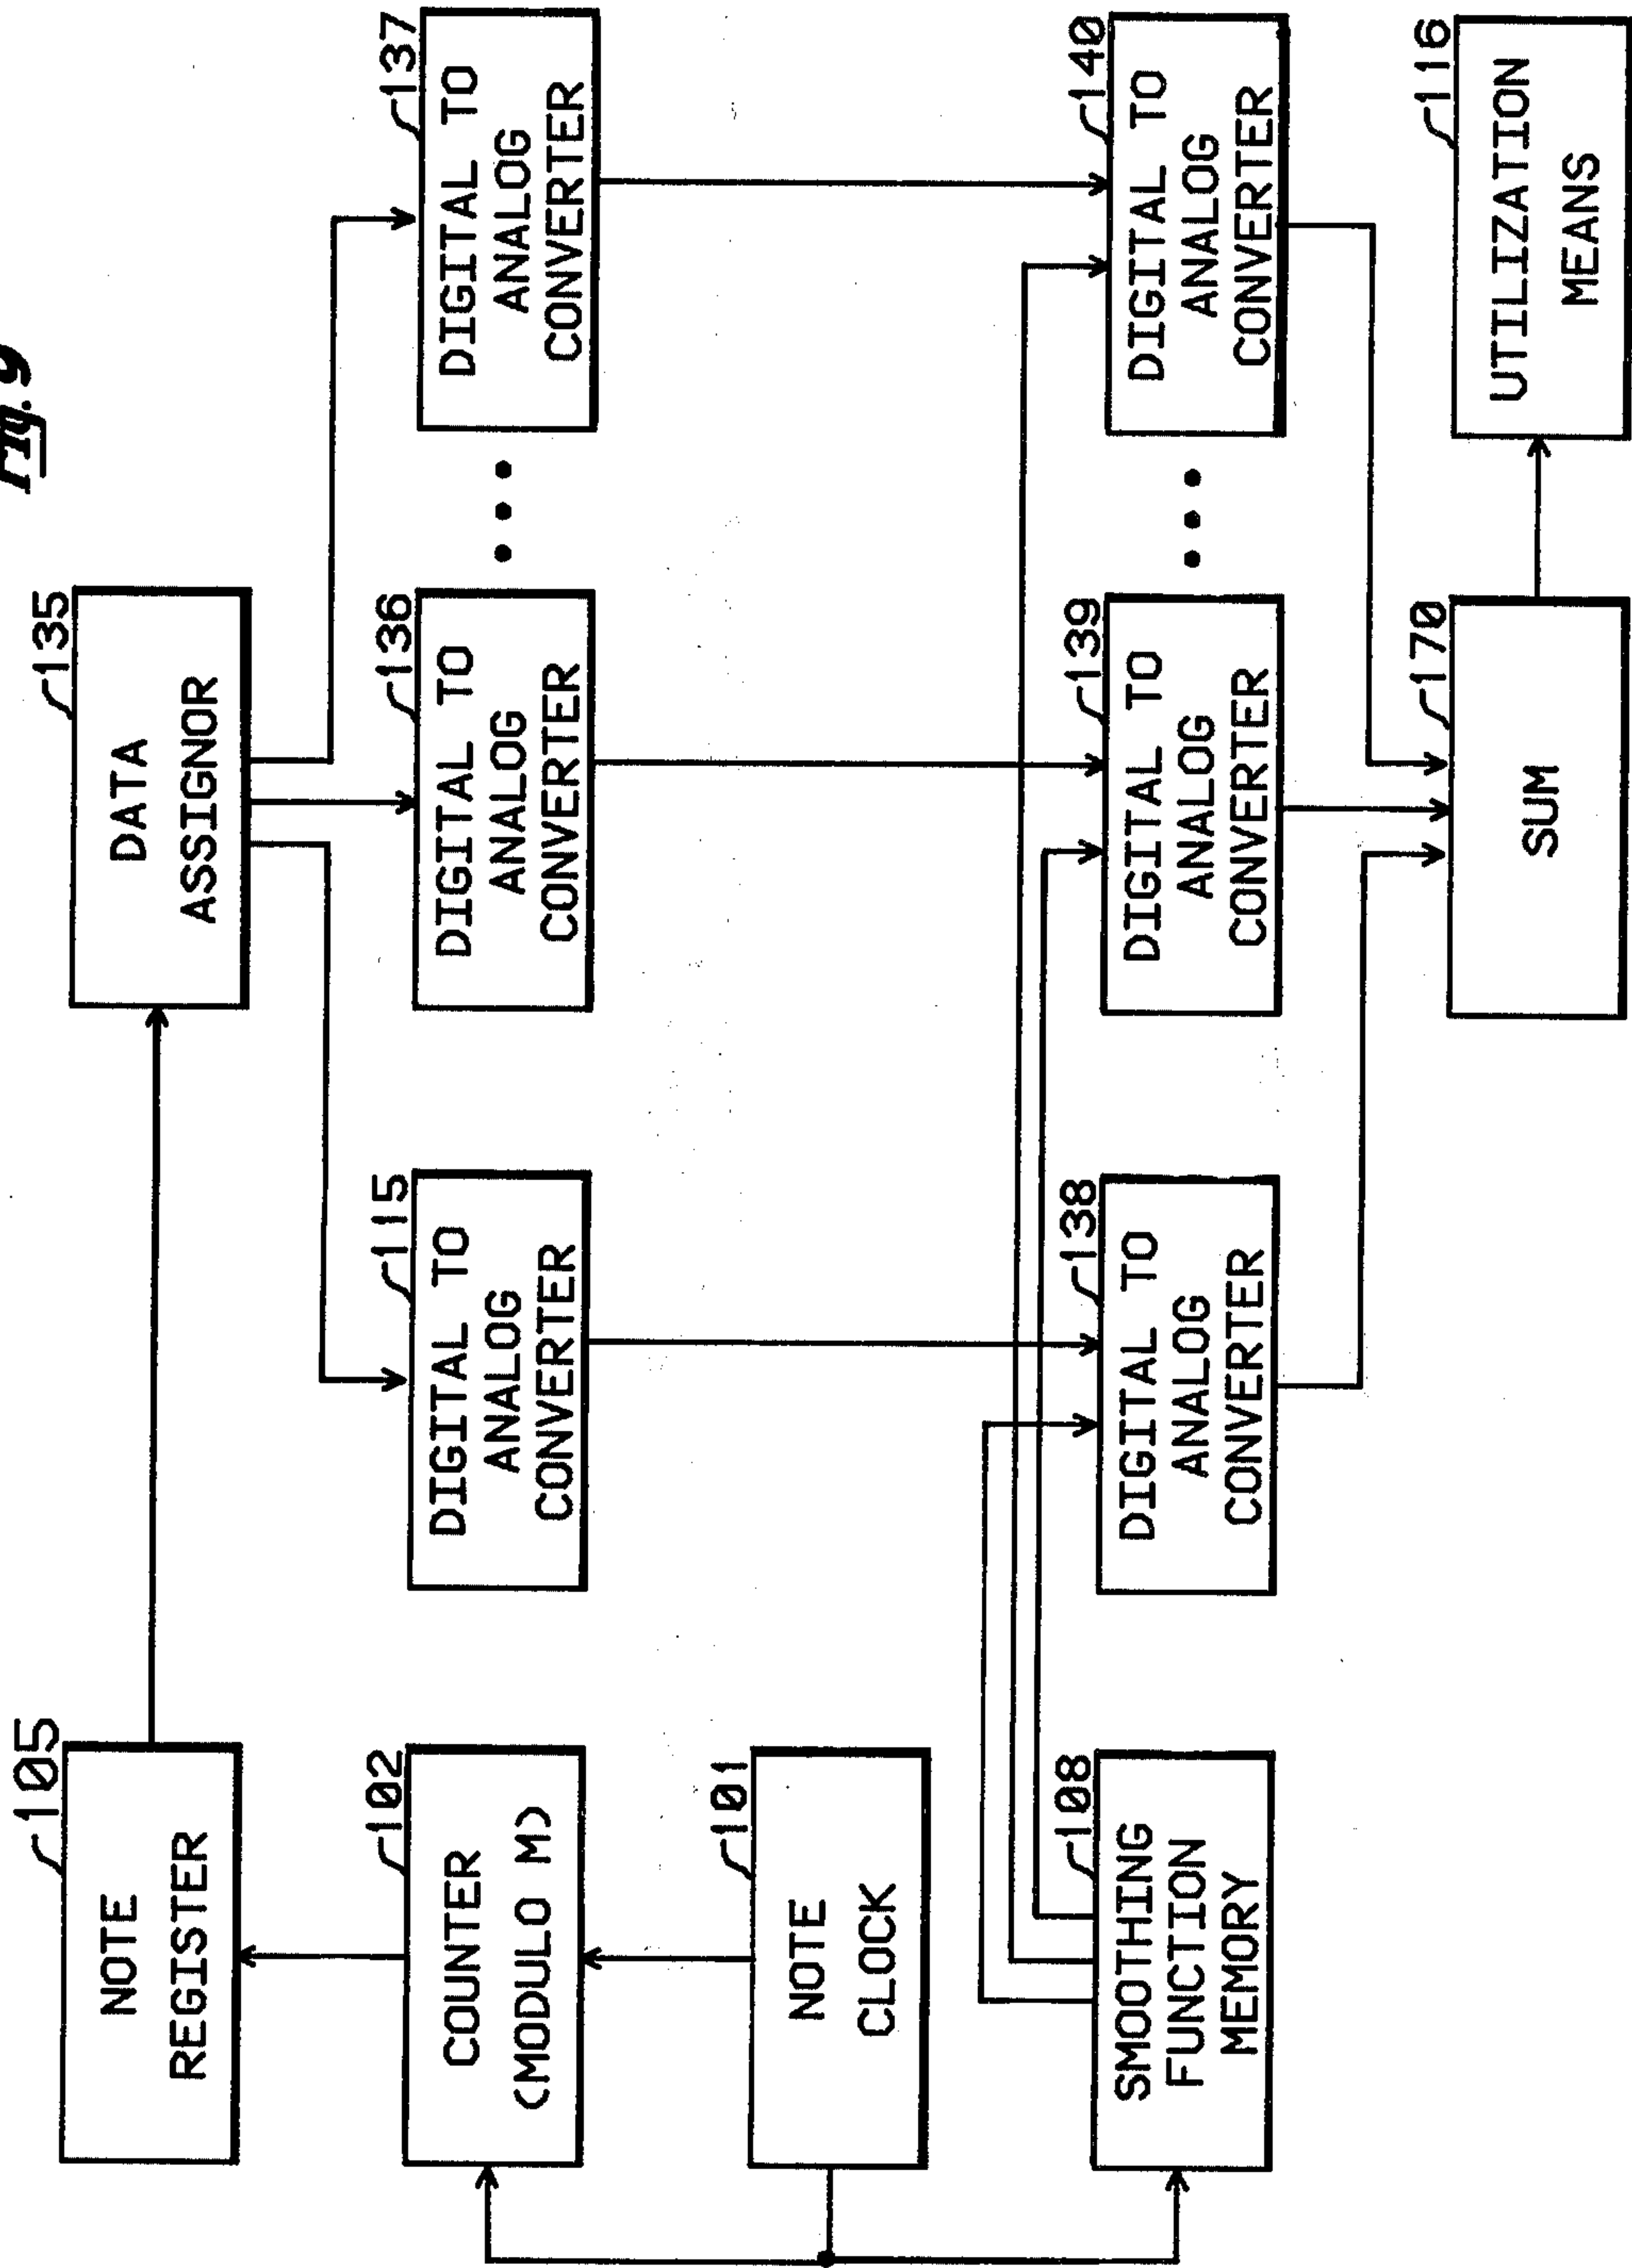 Fig. 9
105
NOTE
REGISTER
135
DATA
ASSIGNOR
102
COUNTER
(MODULO M)
115
DIGITAL TO
ANALOG
CONVERTER
136
DIGITAL TO
ANALOG
CONVERTER
137
DIGITAL TO
ANALOG
CONVERTER
101
NOTE
CLOCK
108
SMOOTHING
FUNCTION
MEMORY
138
DIGITAL TO
ANALOG
CONVERTER
139
DIGITAL TO
ANALOG
CONVERTER
140
DIGITAL TO
ANALOG
CONVERTER
170
SUM
116
UTILIZATION
MEANS